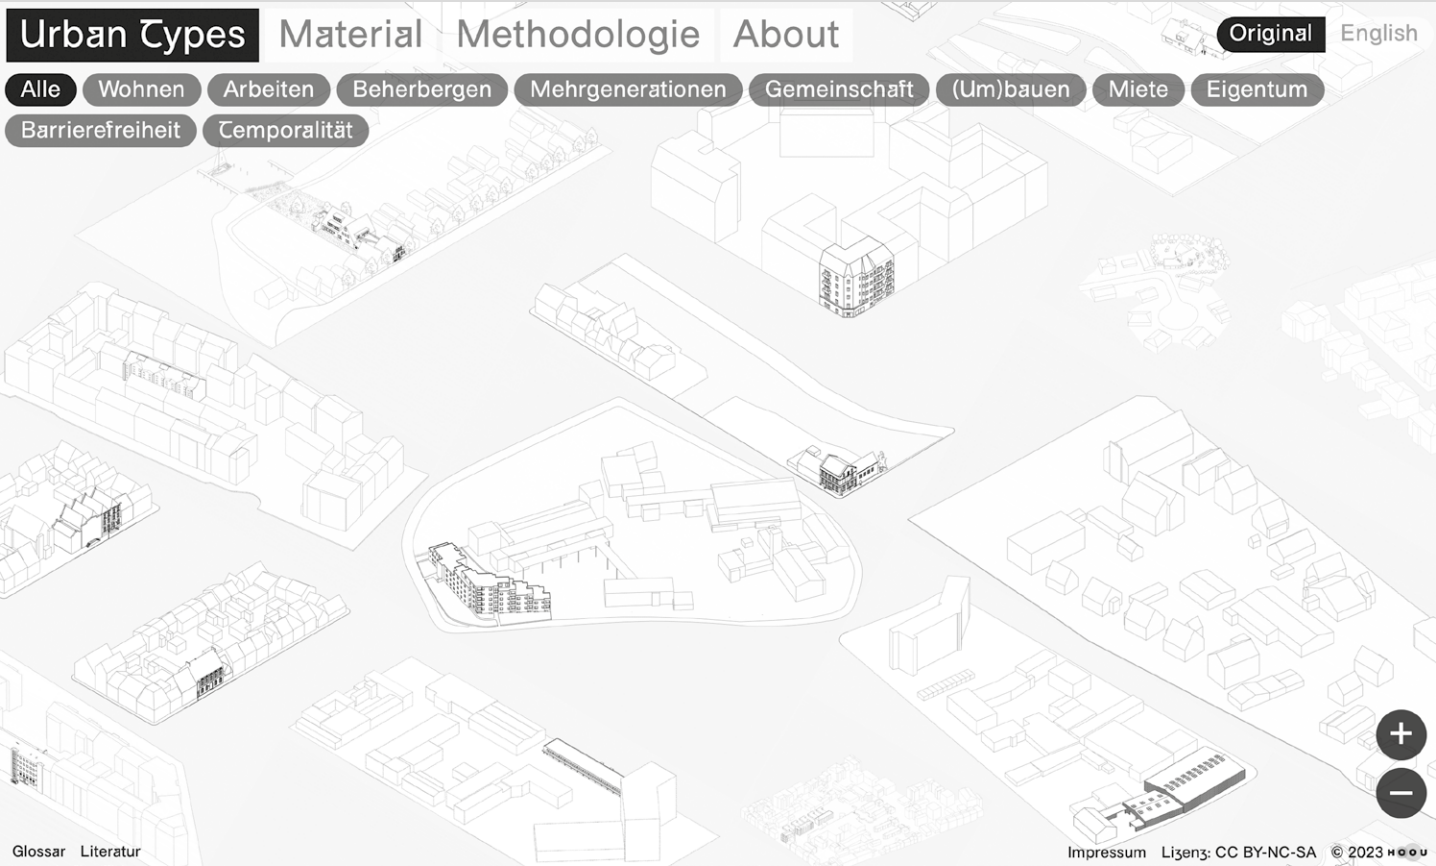 Urban Types Material Methodologie About Original English
Alle Wohnen Arbeiten Beherbergen Mehrgenerationen Gemeinschaft (Um)bauen Miete Eigentum
Barrierefreiheit Temporalität
+
−
Glossar Literatur Impressum Lizenz: CC BY-NC-SA © 2023 HOOU